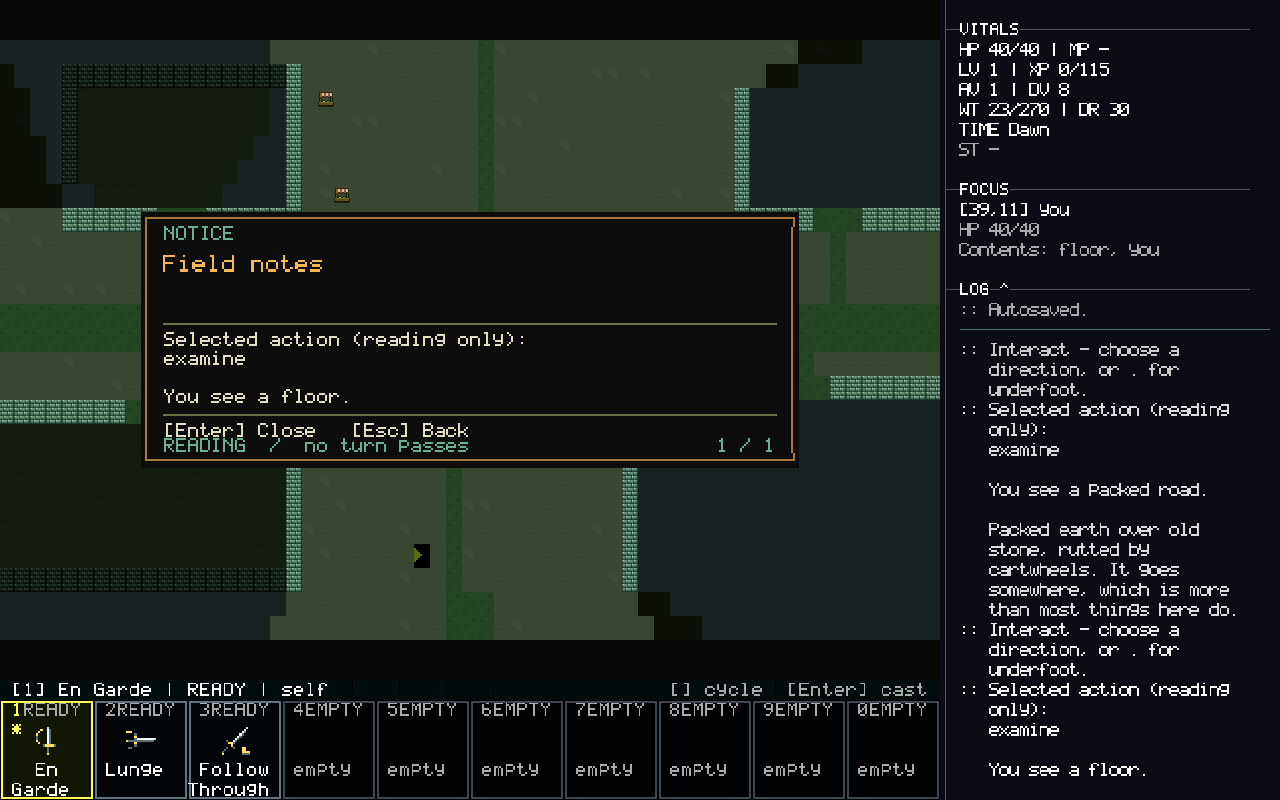 VITALS
HP 40/40 | MP -
LV 1 | XP 0/115
AV 1 | DV 8
WT 23/270 | DR 30
TIME Dawn
ST -
FOCUS
[39,11] You
HP 40/40
Contents: floor, You
LOG ^
:: Autosaved.
:: Interact - choose a
direction, or . for
underfoot.
:: Selected action (reading
only):
examine
You see a Packed road.
Packed earth over old
stone, rutted by
cartwheels. It goes
somewhere, which is more
than most things here do.
:: Interact - choose a
direction, or . for
underfoot.
:: Selected action (reading
only):
examine
You see a floor.
NOTICE
Field notes
Selected action (reading only):
examine
You see a floor.
[Enter] Close [Esc] Back
READING / no turn Passes 1 / 1
[1] En Garde | READY | self [] cycle [Enter] cast
1READY 2READY 3READY 4EMPTY 5EMPTY 6EMPTY 7EMPTY 8EMPTY 9EMPTY 0EMPTY
*
En Garde Lunge Follow Through empty empty empty empty empty empty empty